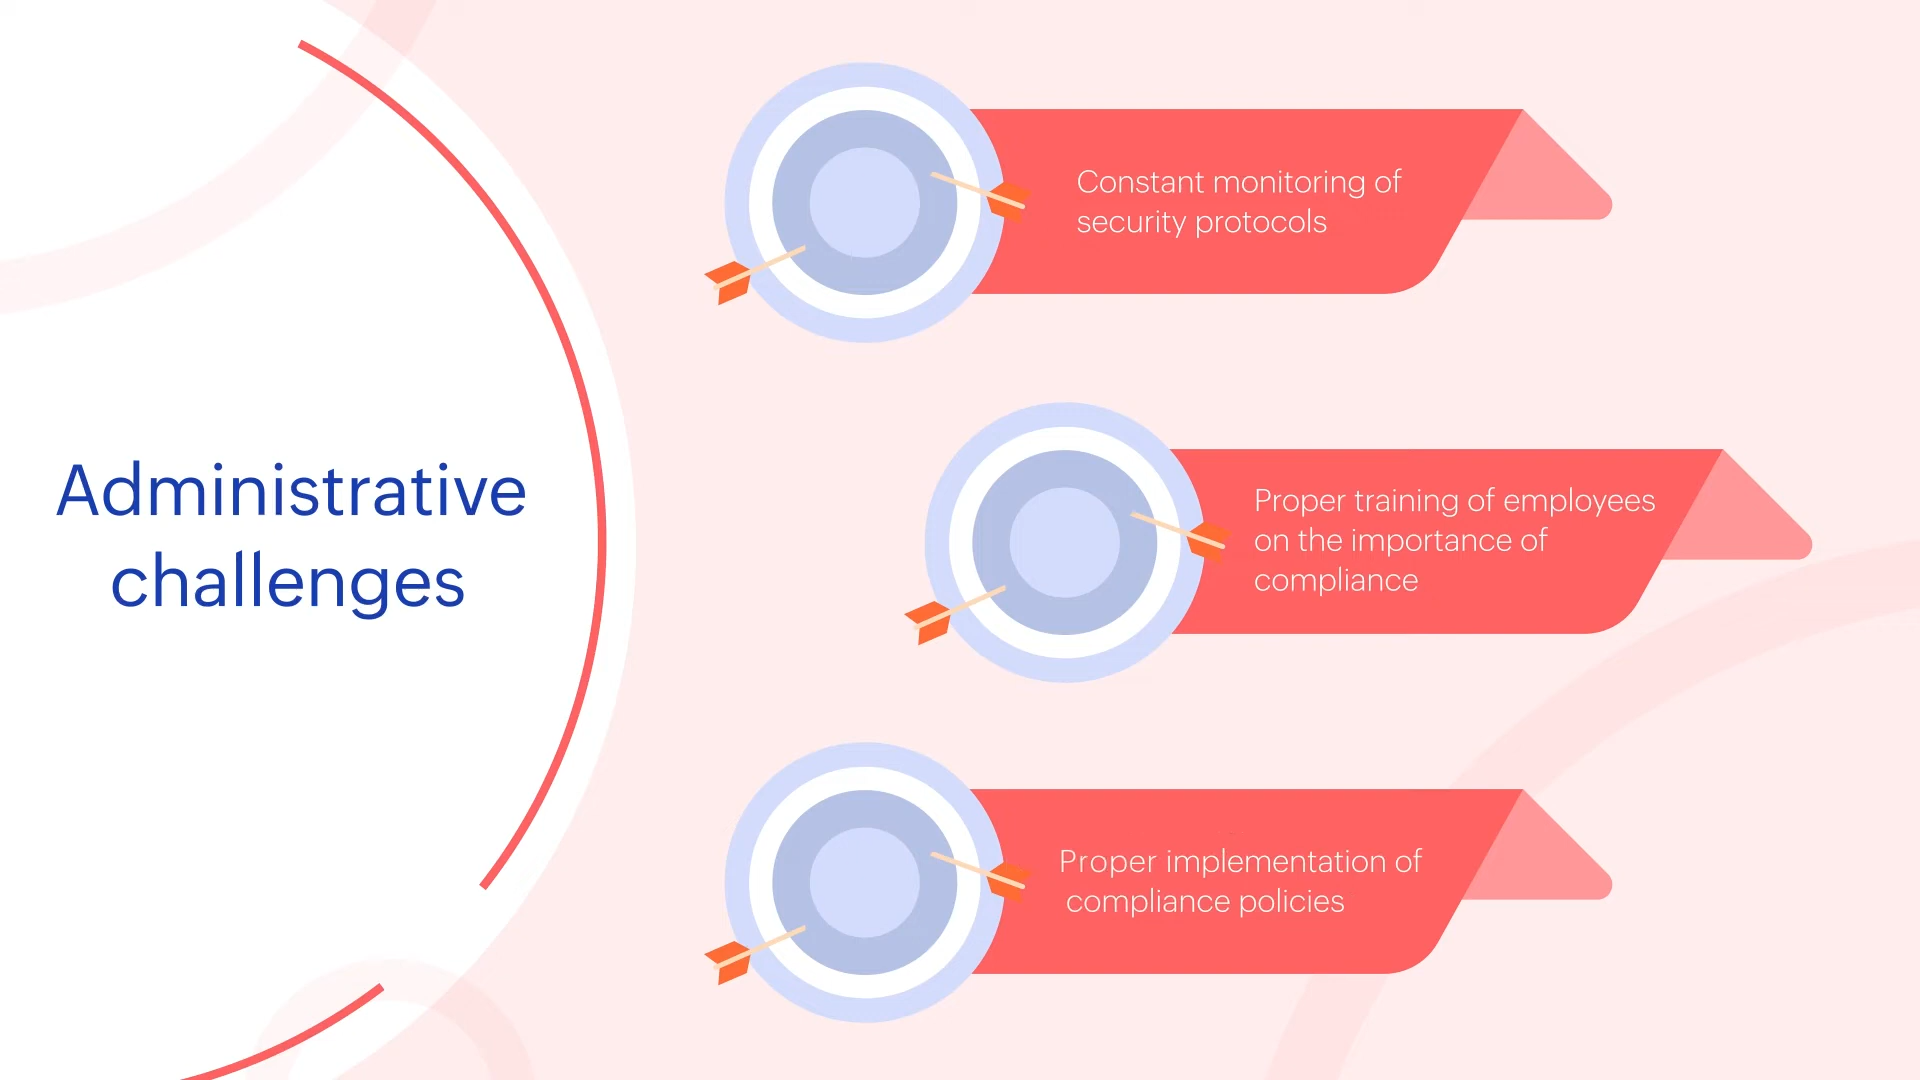 Administrative
challenges
Constant monitoring of
security protocols
Proper training of employees
on the importance of
compliance
Proper implementation of
compliance policies